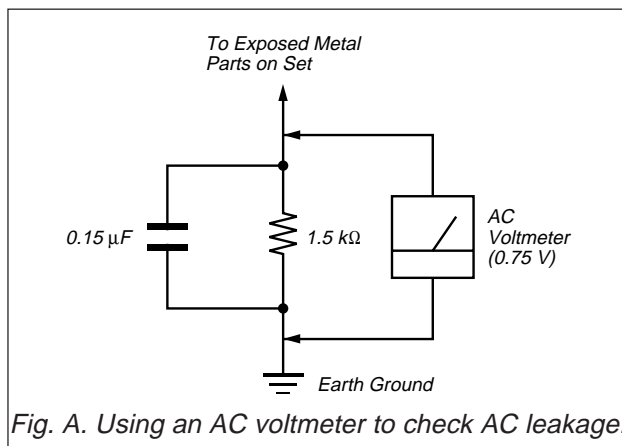 To Exposed Metal
Parts on Set
0.15 μF
1.5 kΩ
AC
Voltmeter
(0.75 V)
Earth Ground
Fig. A. Using an AC voltmeter to check AC leakage.